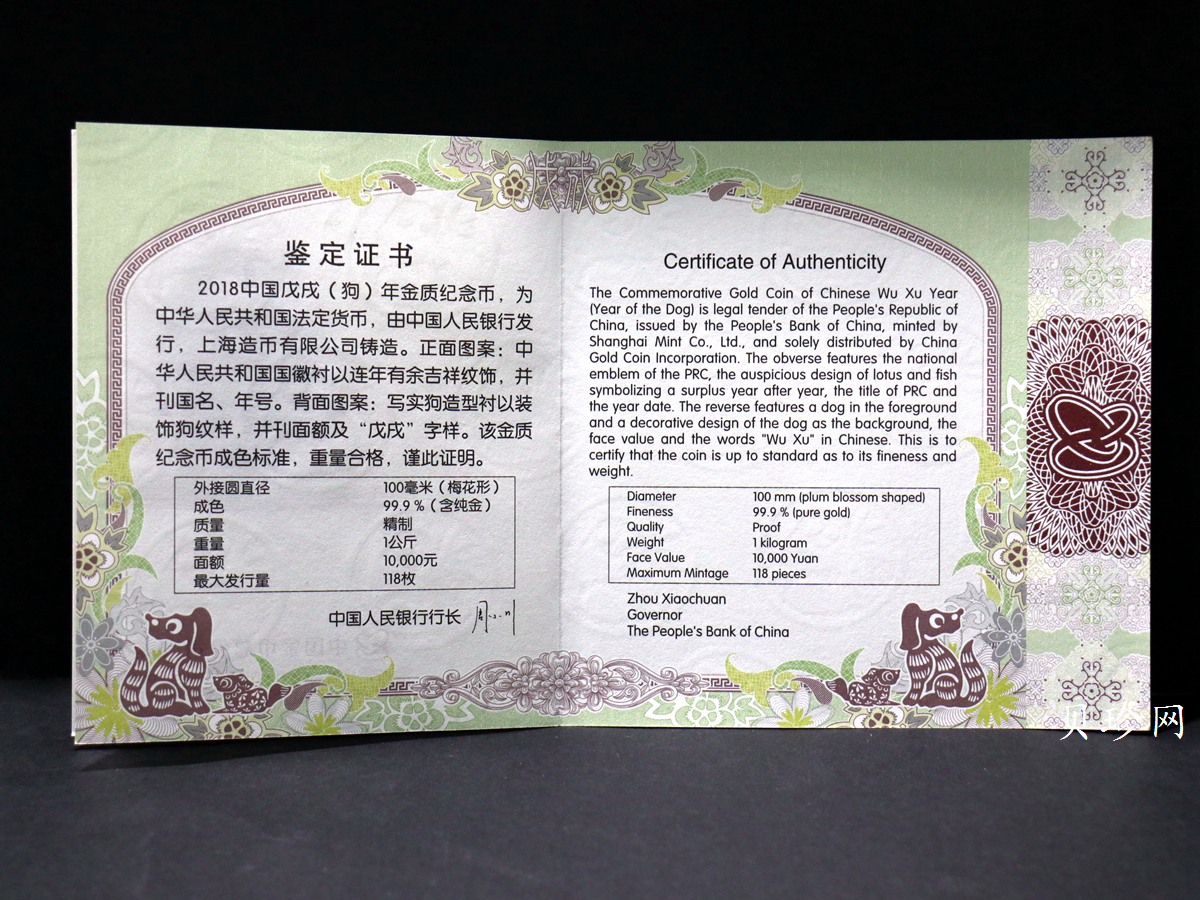 鉴定证书
2018中国戊戌（狗）年金质纪念币，为
中华人民共和国法定货币，由中国人民银行发
行，上海造币有限公司铸造。正面图案：中
华人民共和国国徽衬以连年有余吉祥纹饰，并
刊国名、年号。背面图案：写实狗造型衬以装
饰狗纹样，并刊面额及“戊戌”字样。该金质
纪念币成色标准，重量合格，谨此证明。
外接圆直径 100毫米（梅花形）
成色 99.9 %（含纯金）
质量 精制
重量 1公斤
面额 10,000元
最大发行量 118枚
中国人民银行行长
Certificate of Authenticity
The Commemorative Gold Coin of Chinese Wu Xu Year
(Year of the Dog) is legal tender of the People's Republic of
China, issued by the People's Bank of China, minted by
Shanghai Mint Co., Ltd., and solely distributed by China
Gold Coin Incorporation. The obverse features the national
emblem of the PRC, the auspicious design of lotus and fish
symbolizing a surplus year after year, the title of PRC and
the year date. The reverse features a dog in the foreground
and a decorative design of the dog as the background, the
face value and the words "Wu Xu" in Chinese. This is to
certify that the coin is up to standard as to its fineness and
weight.
Diameter 100 mm (plum blossom shaped)
Fineness 99.9 % (pure gold)
Quality Proof
Weight 1 kilogram
Face Value 10,000 Yuan
Maximum Mintage 118 pieces
Zhou Xiaochuan
Governor
The People's Bank of China
贝珍网